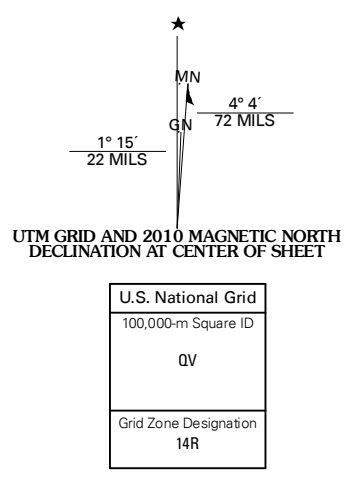 ★
MN
GN
4° 4´
72 MILS
1° 15´
22 MILS
UTM GRID AND 2010 MAGNETIC NORTH
DECLINATION AT CENTER OF SHEET
U.S. National Grid
100,000-m Square ID
QV
Grid Zone Designation
14R